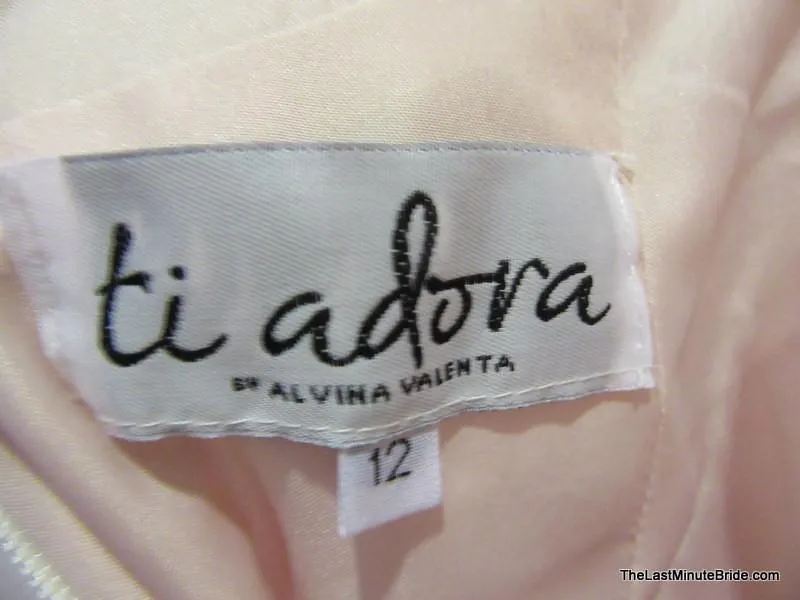 ti adora
BY ALVINA VALENTA
12
TheLastMinuteBride.com